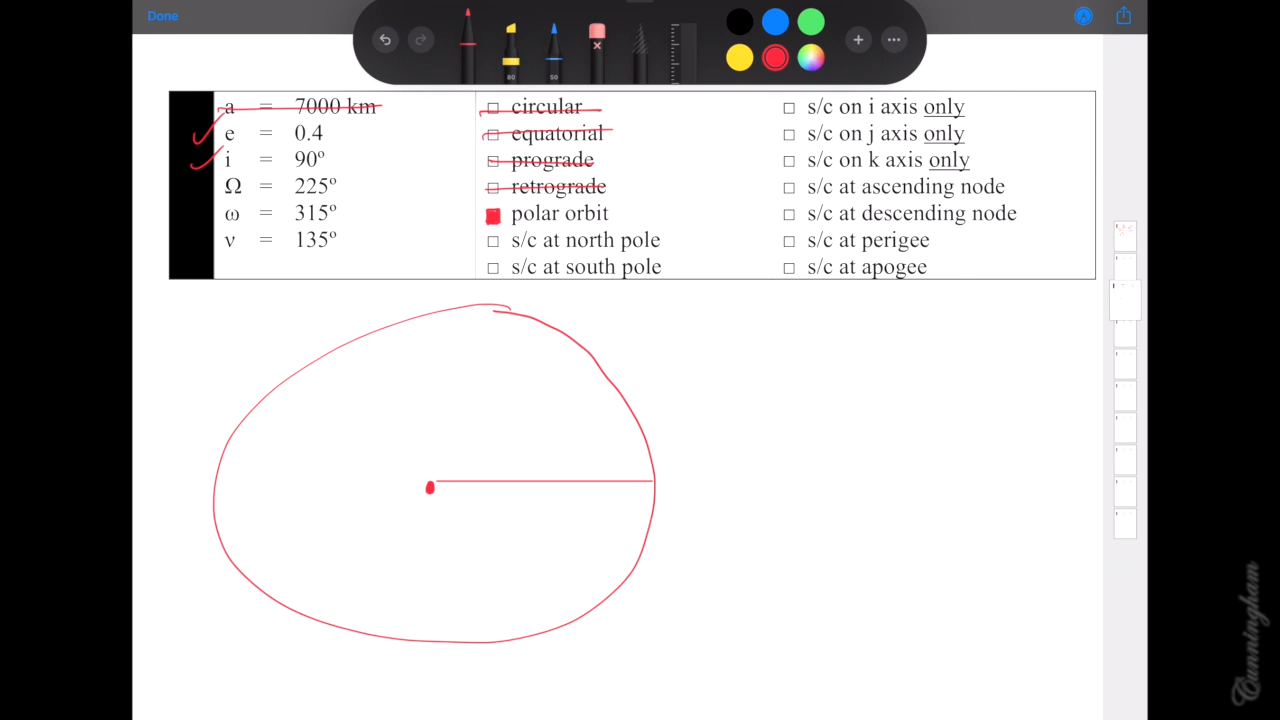 Done
80
50
a = 7000 km
e = 0.4
i = 90º
Ω = 225º
ω = 315º
ν = 135º
□ circular
□ equatorial
□ prograde
□ retrograde
polar orbit
□ s/c at north pole
□ s/c at south pole
□ s/c on i axis only
□ s/c on j axis only
□ s/c on k axis only
□ s/c at ascending node
□ s/c at descending node
□ s/c at perigee
□ s/c at apogee
Cunningham